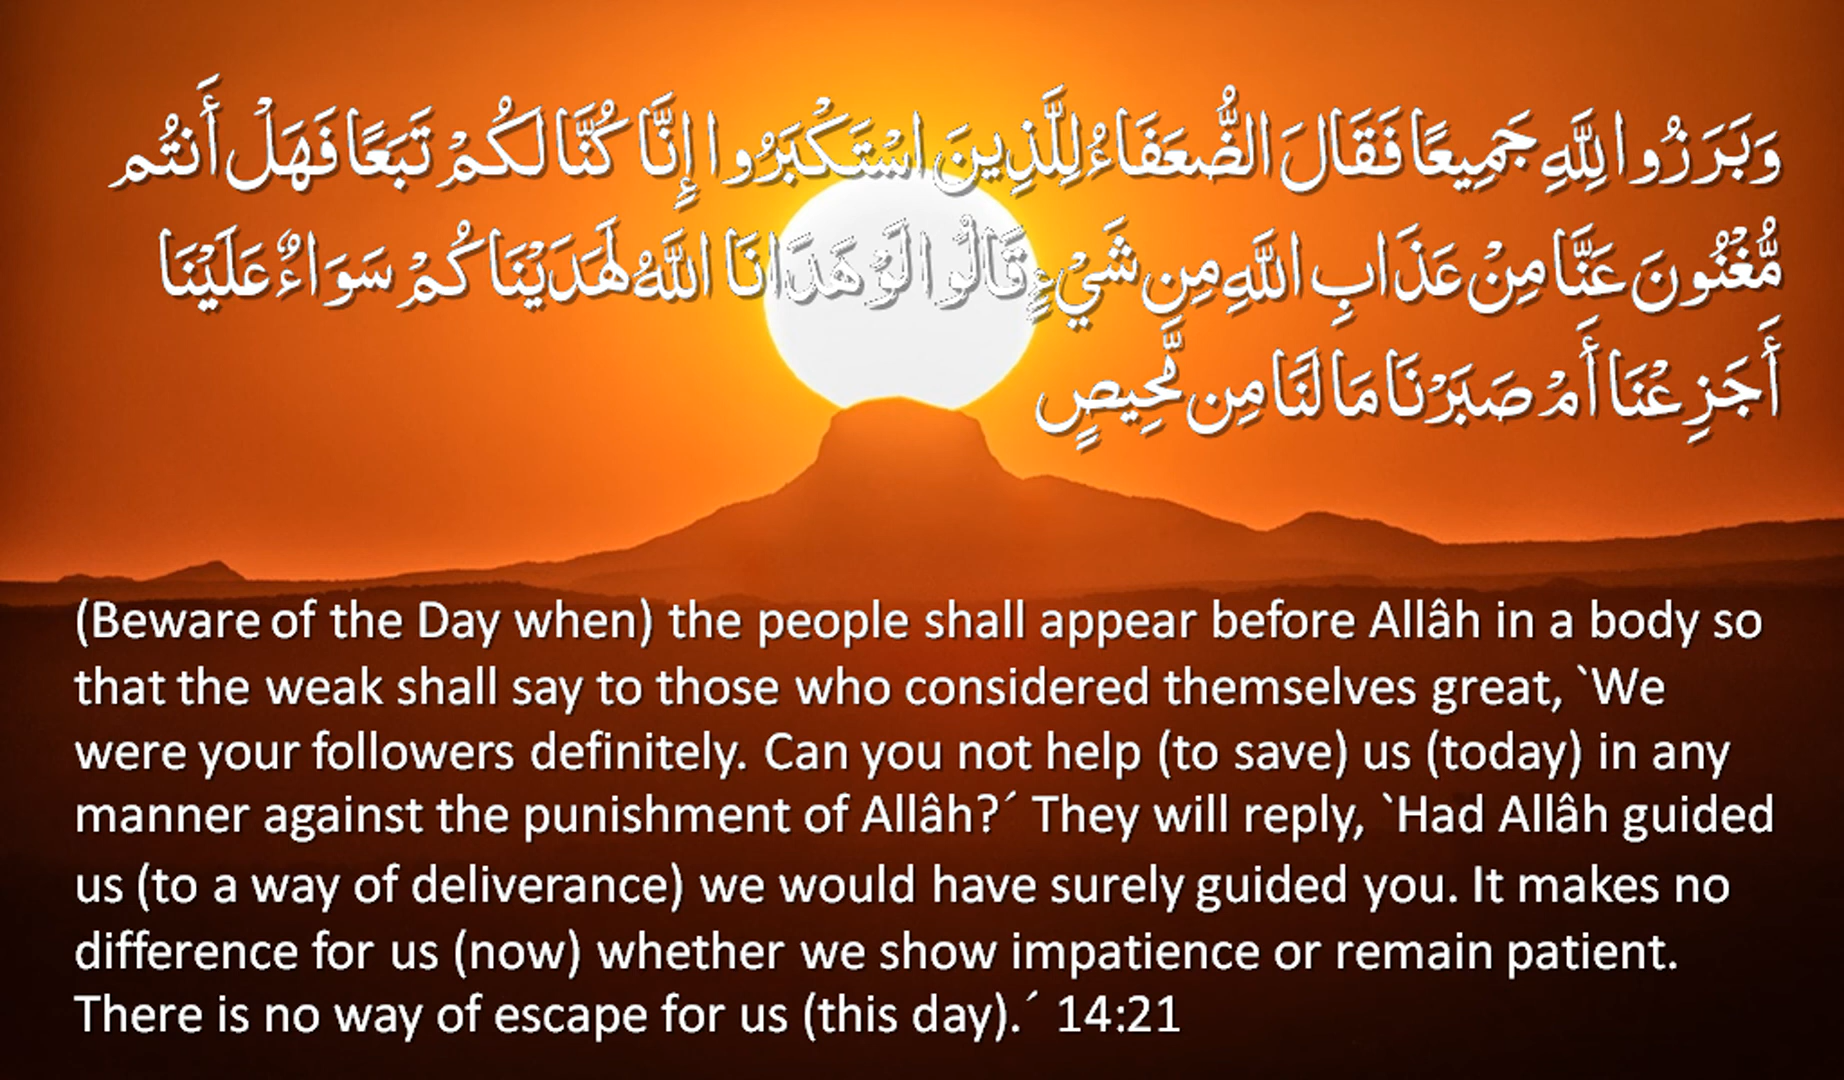 وَبَرَزُوا لِلَّهِ جَمِيعًا فَقَالَ الضُّعَفَاءُ لِلَّذِينَ اسْتَكْبَرُوا إِنَّا كُنَّا لَكُمْ تَبَعًا فَهَلْ أَنتُم
مُّغْنُونَ عَنَّا مِنْ عَذَابِ اللَّهِ مِن شَيْءٍ قَالُوا لَوْ هَدَانَا اللَّهُ لَهَدَيْنَاكُمْ سَوَاءٌ عَلَيْنَا
أَجَزِعْنَا أَمْ صَبَرْنَا مَا لَنَا مِن مَّحِيصٍ
(Beware of the Day when) the people shall appear before Allâh in a body so
that the weak shall say to those who considered themselves great, `We
were your followers definitely. Can you not help (to save) us (today) in any
manner against the punishment of Allâh?´ They will reply, `Had Allâh guided
us (to a way of deliverance) we would have surely guided you. It makes no
difference for us (now) whether we show impatience or remain patient.
There is no way of escape for us (this day).´ 14:21